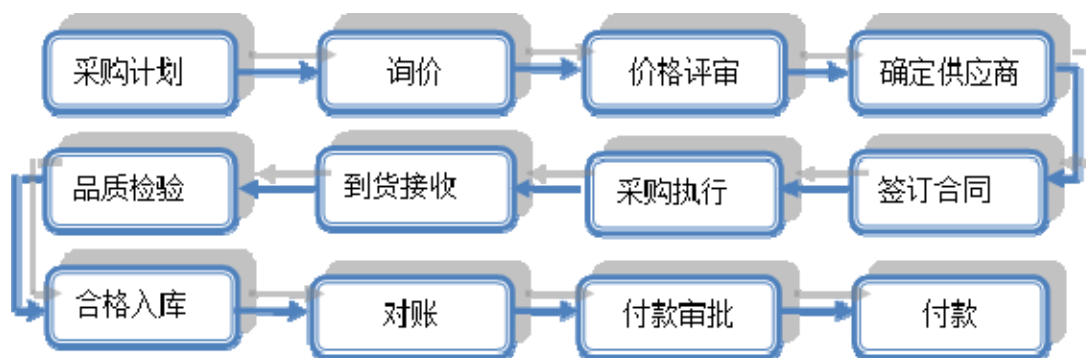 采购计划
询价
价格评审
确定供应商
签订合同
采购执行
到货接收
品质检验
合格入库
对账
付款审批
付款